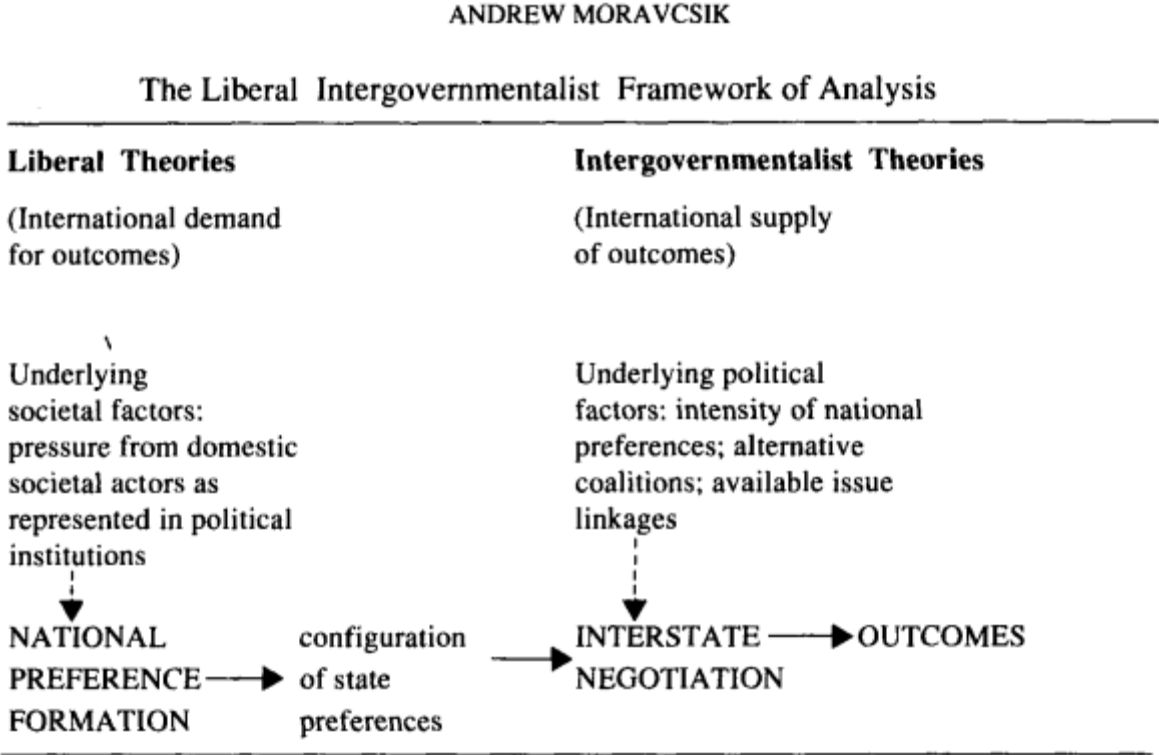 ANDREW MORAVCSIK
The Liberal Intergovernmentalist Framework of Analysis
Liberal Theories
(International demand
for outcomes)
Underlying
societal factors:
pressure from domestic
societal actors as
represented in political
institutions
NATIONAL
PREFERENCE
FORMATION
configuration
of state
preferences
Intergovernmentalist Theories
(International supply
of outcomes)
Underlying political
factors: intensity of national
preferences; alternative
coalitions; available issue
linkages
INTERSTATE
NEGOTIATION
OUTCOMES